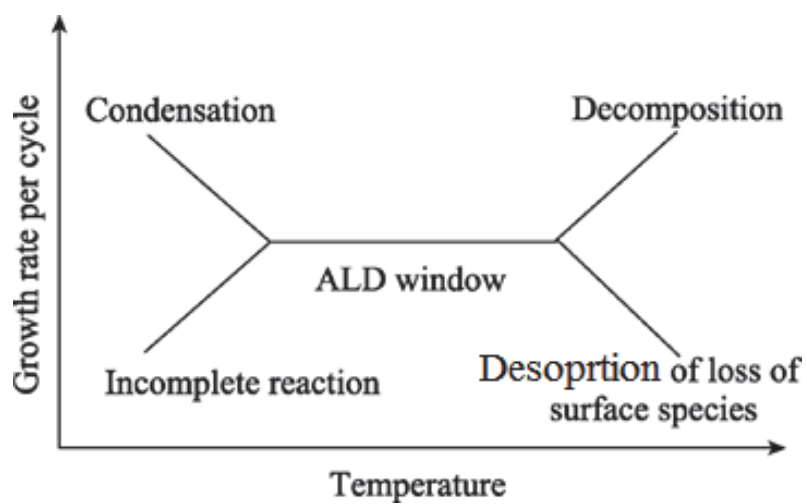 Growth rate per cycle
Condensation
Decomposition
ALD window
Incomplete reaction
Desoprtion of loss of
surface species
Temperature